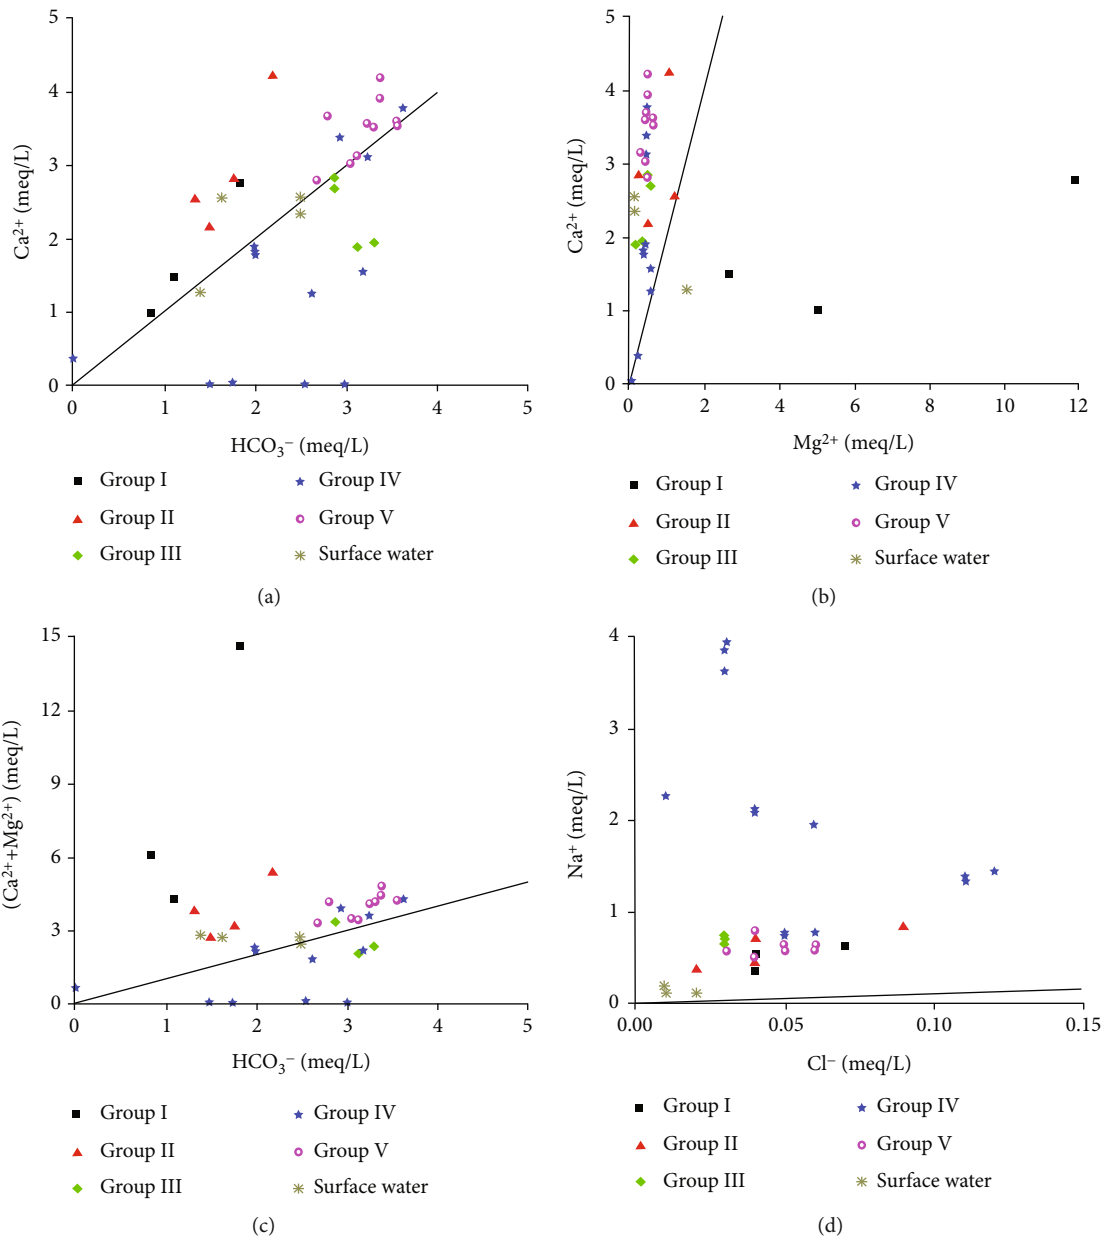 5
4
3
2
1
0
Ca²⁺ (meq/L)
0 1 2 3 4 5
HCO₃⁻ (meq/L)
Group I Group IV
Group II Group V
Group III Surface water
(a)
5
4
3
2
1
0
Ca²⁺ (meq/L)
0 2 4 6 8 10 12
Mg²⁺ (meq/L)
Group I Group IV
Group II Group V
Group III Surface water
(b)
15
12
9
6
3
0
(Ca²⁺+Mg²⁺) (meq/L)
0 1 2 3 4 5
HCO₃⁻ (meq/L)
Group I Group IV
Group II Group V
Group III Surface water
(c)
4
3
2
1
0
Na⁺ (meq/L)
0.00 0.05 0.10 0.15
Cl⁻ (meq/L)
Group I Group IV
Group II Group V
Group III Surface water
(d)